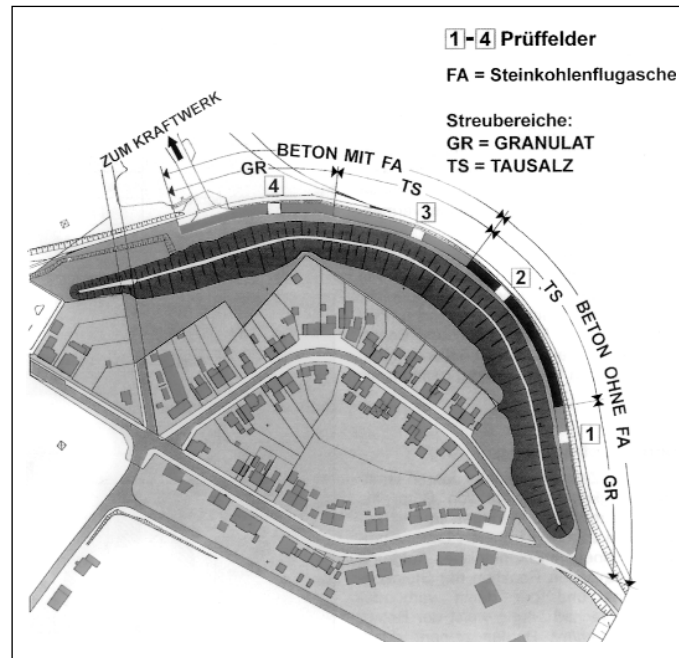 1-4 Prüffelder
FA = Steinkohlenflugasche
Streubereiche:
GR = GRANULAT
TS = TAUSALZ
ZUM KRAFTWERK
BETON MIT FA
GR
TS
4
3
2
TS
BETON OHNE FA
1
GR